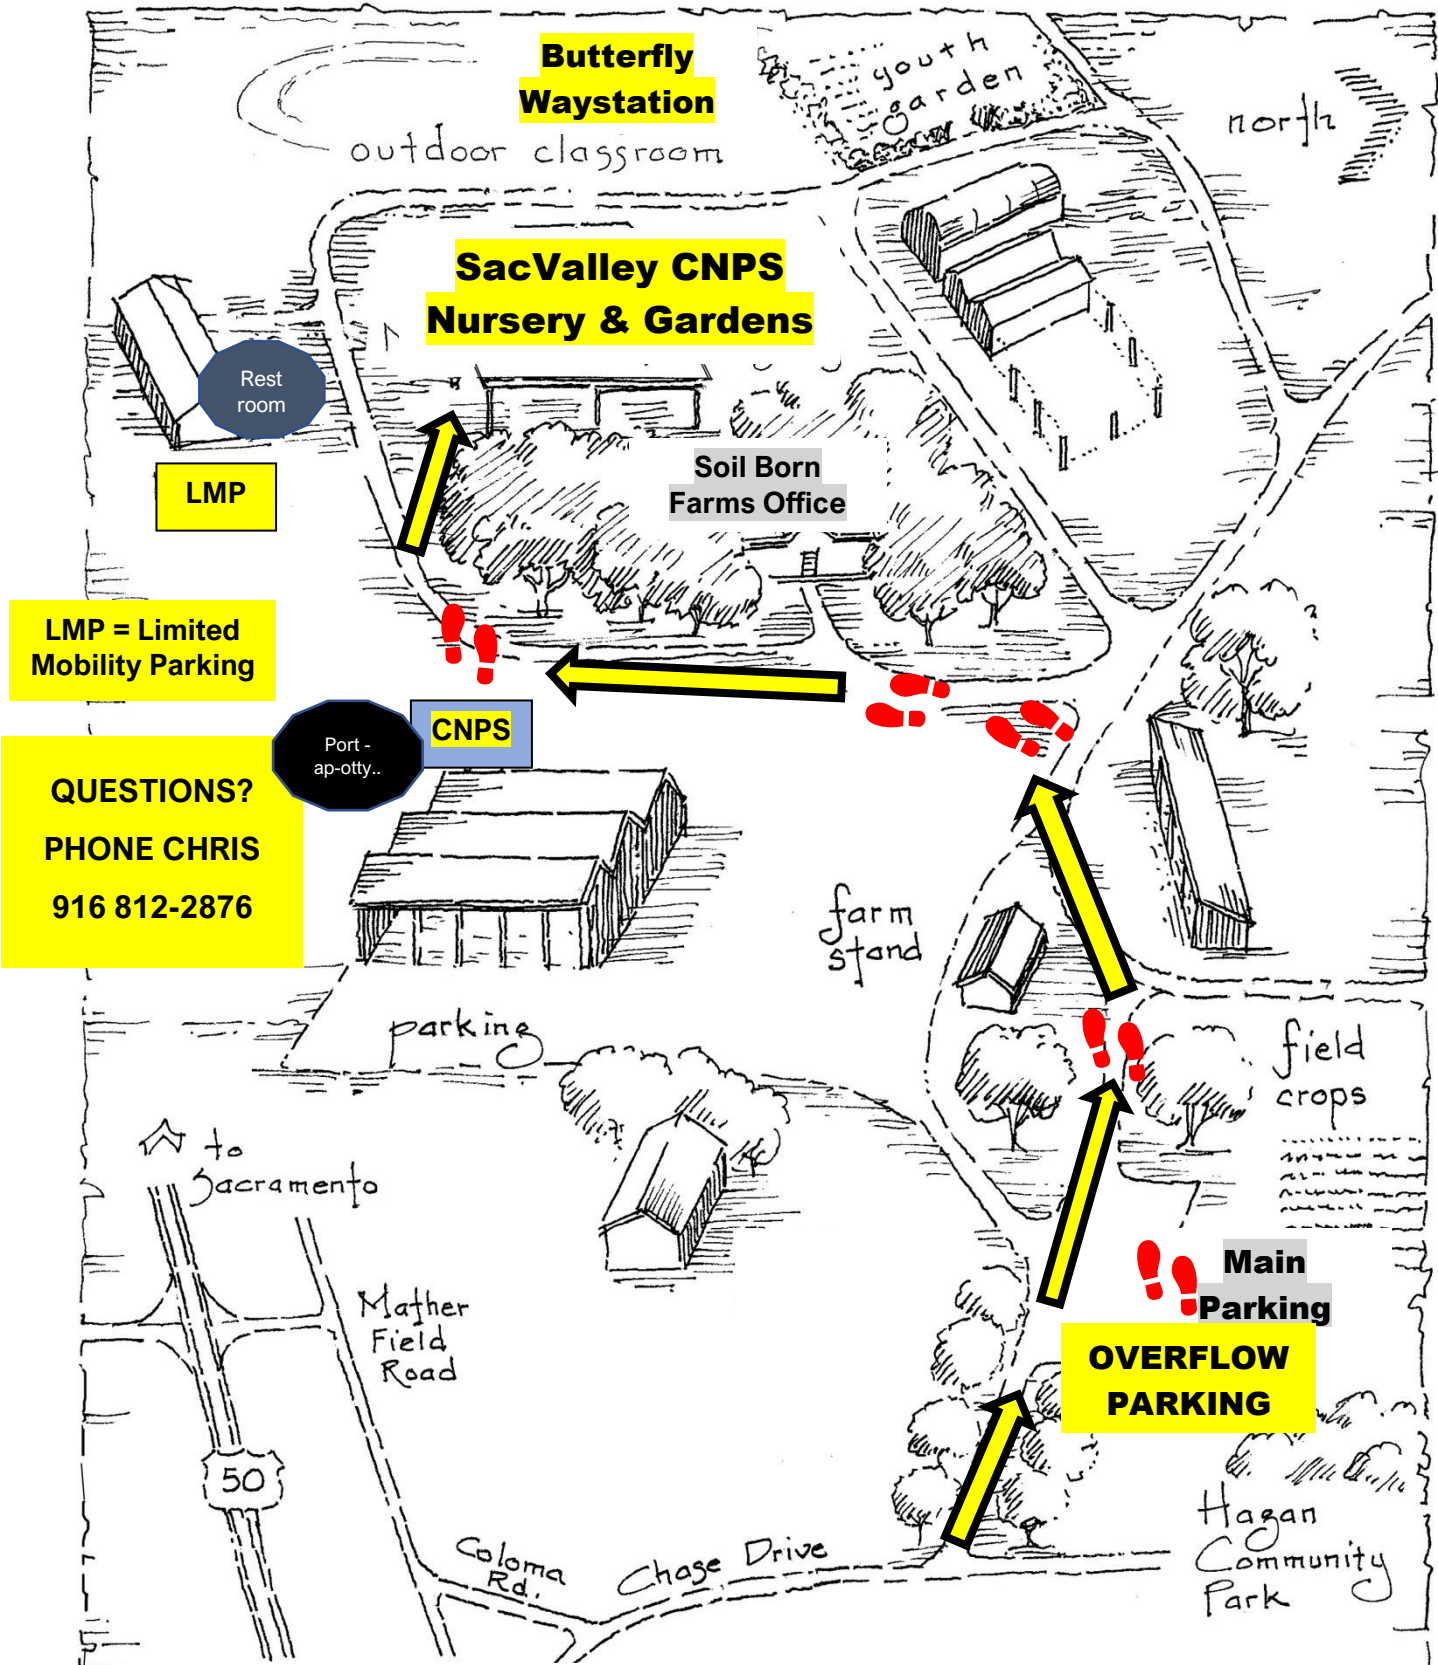 Butterfly
Waystation
youth
garden
north
outdoor classroom
SacValley CNPS
Nursery & Gardens
Rest
room
Soil Born
Farms Office
LMP
LMP = Limited
Mobility Parking
CNPS
Port -
ap-otty..
QUESTIONS?
PHONE CHRIS
916 812-2876
farm
stand
parking
field
crops
to
Sacramento
Main
Parking
Mather
Field
Road
OVERFLOW
PARKING
50
Hagan
Community
Park
Coloma
Rd.
Chase Drive